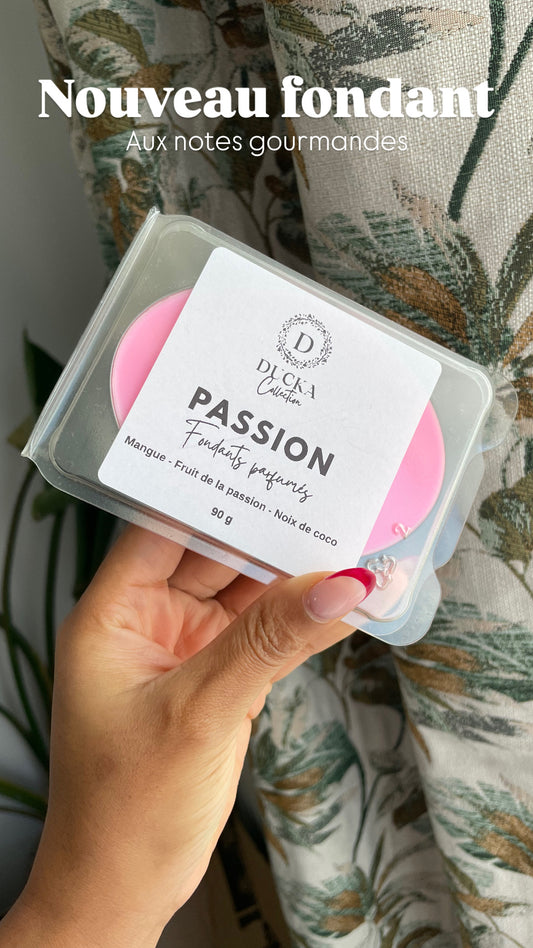 Nouveau fondant
Aux notes gourmandes
D
DUCKA
Collection
PASSION
Fondants parfumés
Mangue - Fruit de la passion - Noix de coco
90 g